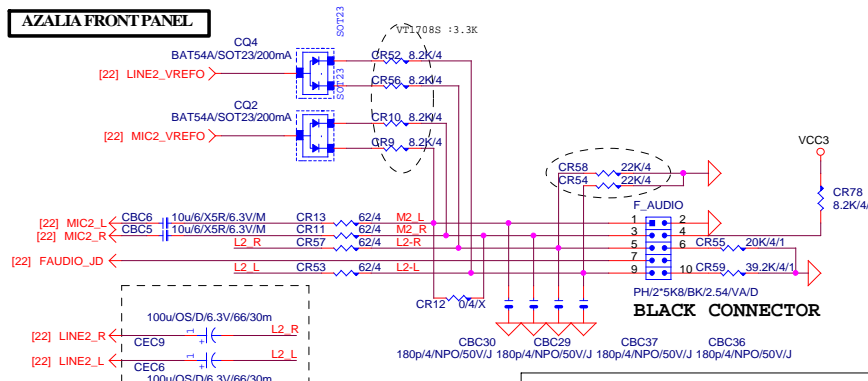 AZALIA FRONT PANEL
SOT23
VT1708S :3.3K
CQ4
BAT54A/SOT23/200mA
CR52 8.2K/4
[22] LINE2_VREFO
CR56 8.2K/4
SOT23
CQ2
BAT54A/SOT23/200mA
CR10 8.2K/4
[22] MIC2_VREFO
CR9 8.2K/4
VCC3
CR58 22K/4
CR54 22K/4
CR78
8.2K/4/
F_AUDIO
[22] MIC2_L CBC6 10u/6/X5R/6.3V/M CR13 62/4 M2_L 1 2
[22] MIC2_R CBC5 10u/6/X5R/6.3V/M CR11 62/4 M2_R 3 4
L2_R CR57 62/4 L2-R 5 6 CR55 20K/4/1
[22] FAUDIO_JD 7
L2_L CR53 62/4 L2-L 9 10 CR59 39.2K/4/1
PH/2*5K8/BK/2.54/VA/D
CR12 0/4/X
BLACK CONNECTOR
100u/OS/D/6.3V/66/30m
[22] LINE2_R 1 + L2_R
CEC9
CBC30 CBC29 CBC37 CBC36
180p/4/NPO/50V/J 180p/4/NPO/50V/J 180p/4/NPO/50V/J 180p/4/NPO/50V/J
[22] LINE2_L 1 + L2_L
CEC6
100u/OS/D/6.3V/66/30m